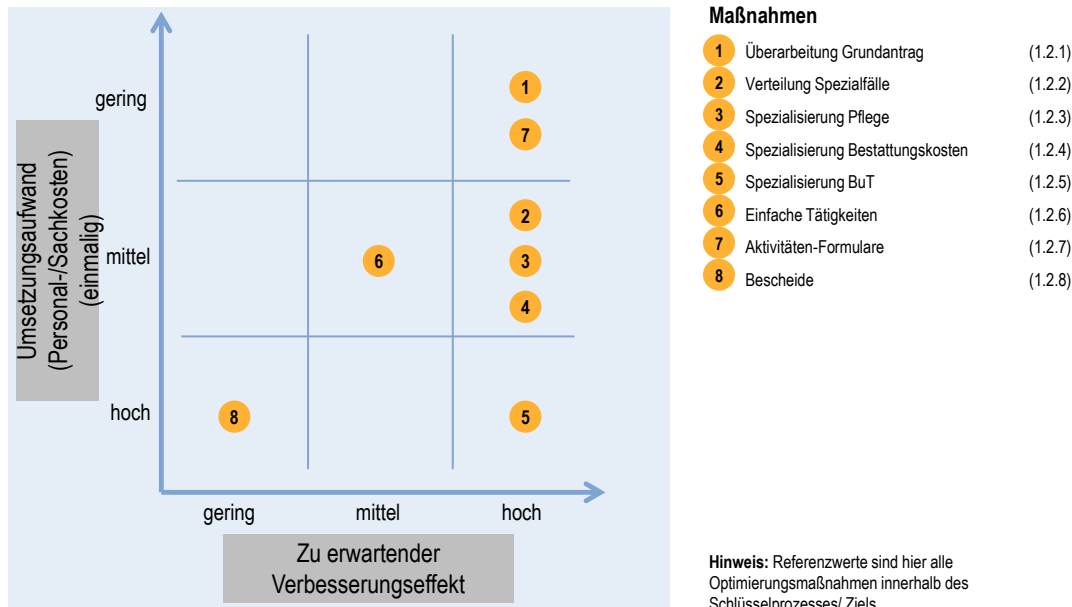 gering
mittel
hoch
Umsetzungsaufwand
(Personal-/Sachkosten)
(einmalig)
1
7
2
6
3
4
8
5
gering mittel hoch
Zu erwartender
Verbesserungseffekt
Maßnahmen
1 Überarbeitung Grundantrag (1.2.1)
2 Verteilung Spezialfälle (1.2.2)
3 Spezialisierung Pflege (1.2.3)
4 Spezialisierung Bestattungskosten (1.2.4)
5 Spezialisierung BuT (1.2.5)
6 Einfache Tätigkeiten (1.2.6)
7 Aktivitäten-Formulare (1.2.7)
8 Bescheide (1.2.8)
Hinweis: Referenzwerte sind hier alle
Optimierungsmaßnahmen innerhalb des
Schlüsselprozesses/ Ziels